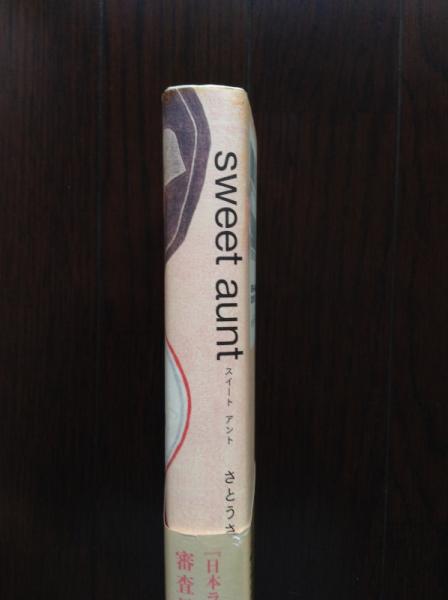 sweet aunt
スイート アント
さとうさ
『日本ラ
審査